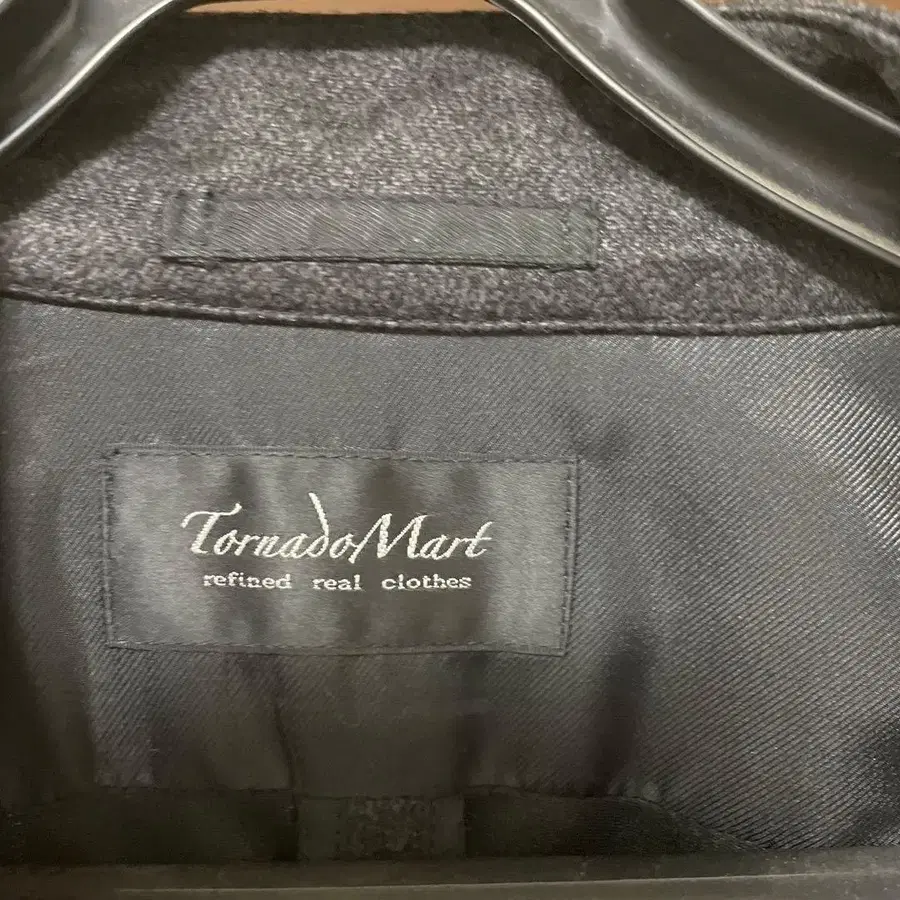 TornadoMart
refined real clothes